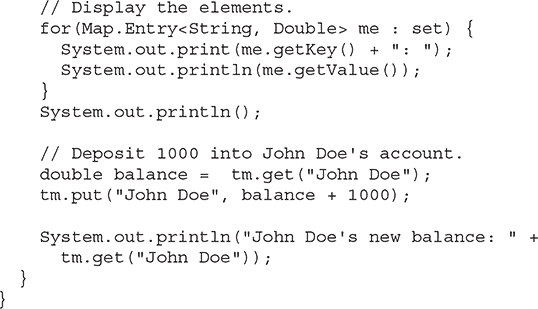 // Display the elements.
for(Map.Entry<String, Double> me : set) {
System.out.print(me.getKey() + ": ");
System.out.println(me.getValue());
}
System.out.println();
// Deposit 1000 into John Doe's account.
double balance =  tm.get("John Doe");
tm.put("John Doe", balance + 1000);
System.out.println("John Doe's new balance: " +
tm.get("John Doe"));
}
}